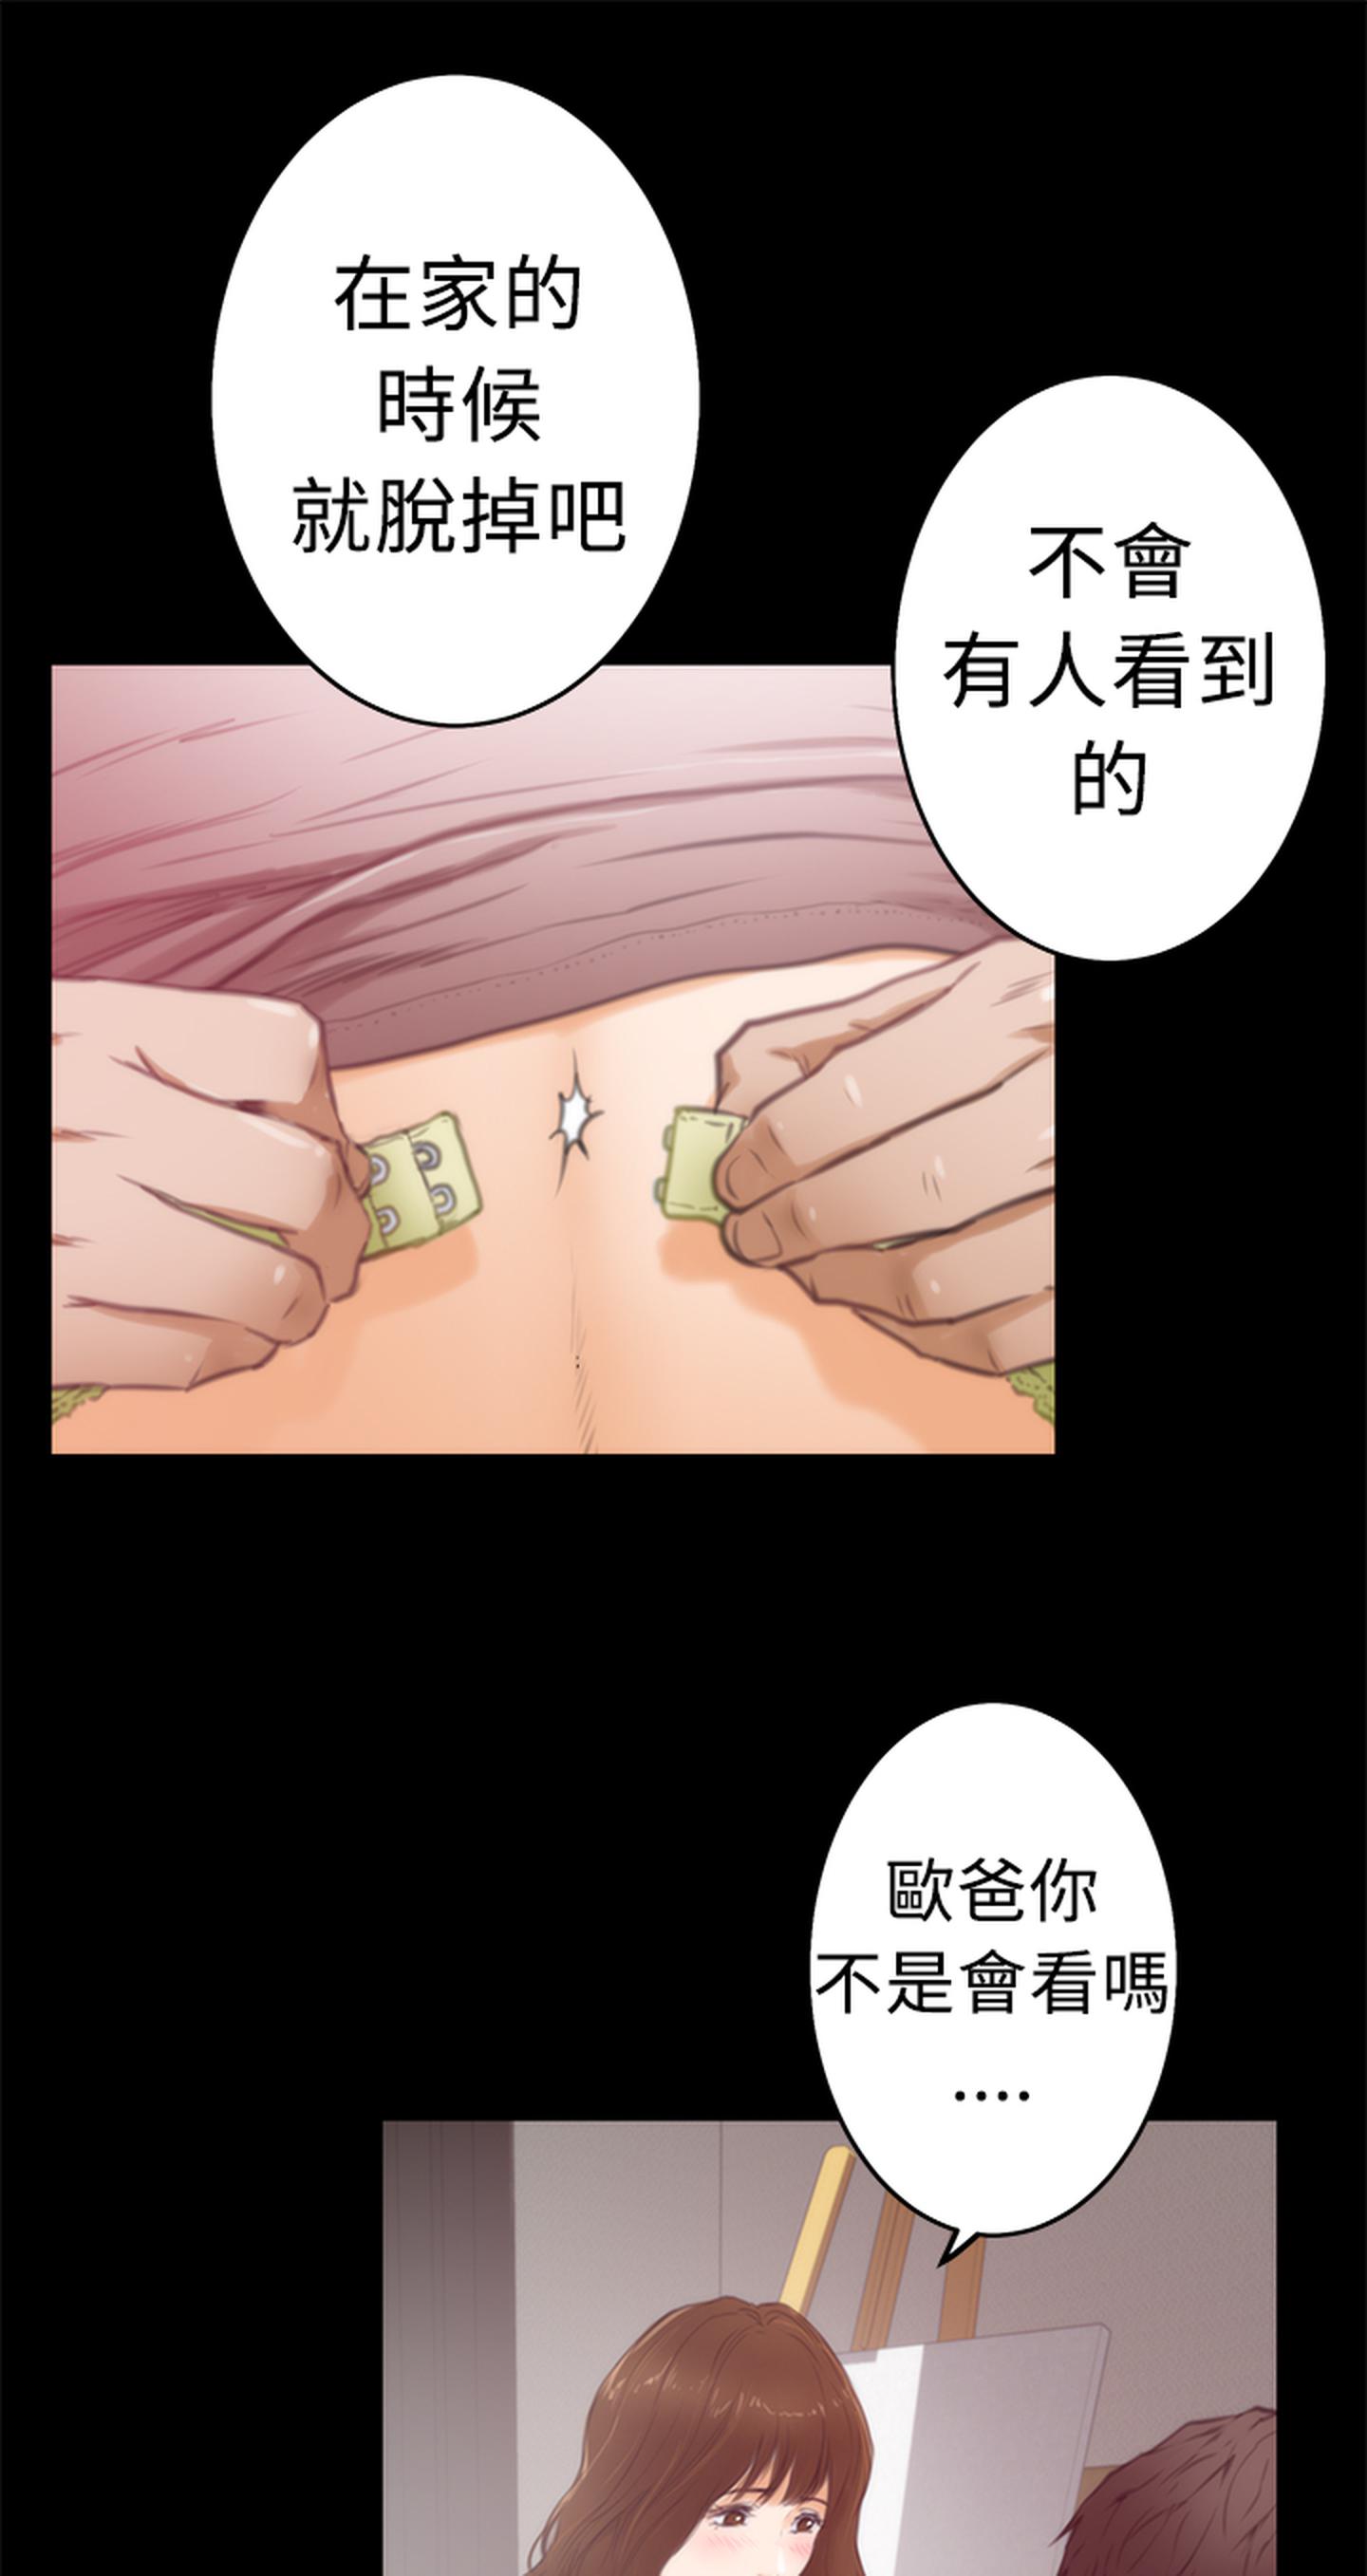 在家的
時候
就脫掉吧
不會
有人看到
的
歐爸你
不是會看嗎
....